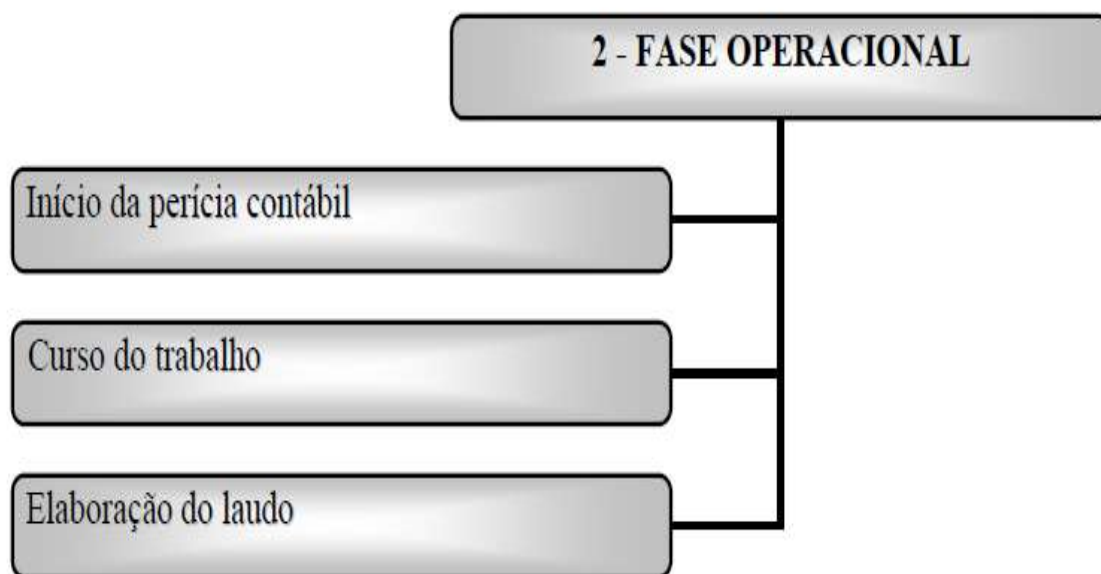 2 - FASE OPERACIONAL
Início da perícia contábil
Curso do trabalho
Elaboração do laudo